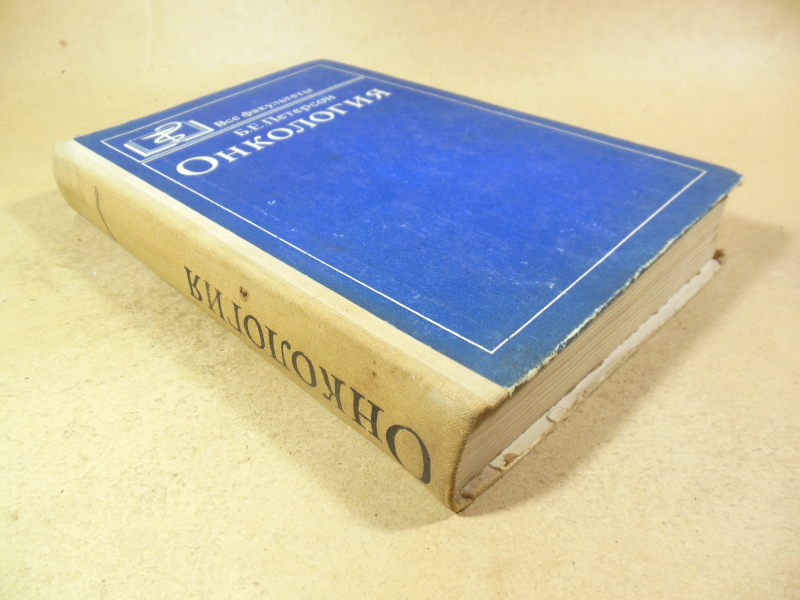 Все факультеты
Б.Е.Петерсон
Онкология
Онкология